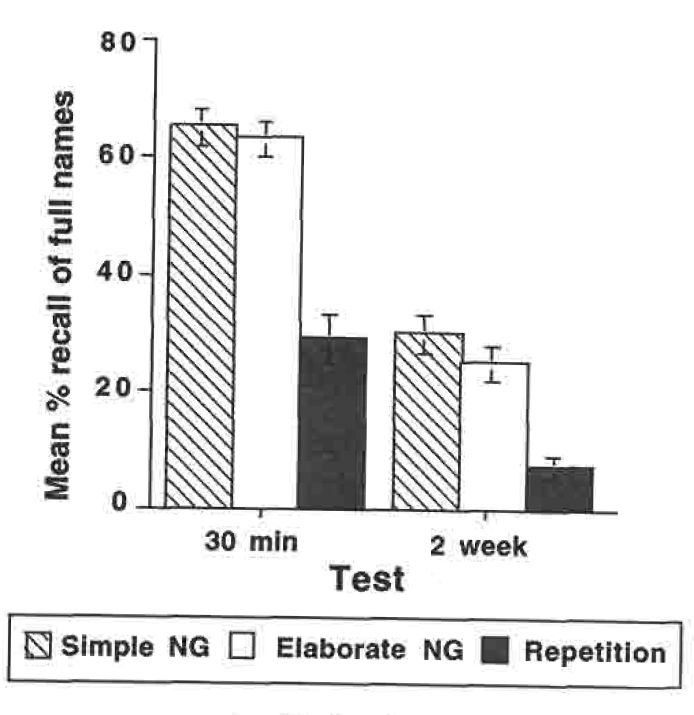 80
60
40
20
0
Mean % recall of full names
30 min
2 week
Test
Simple NG
Elaborate NG
Repetition